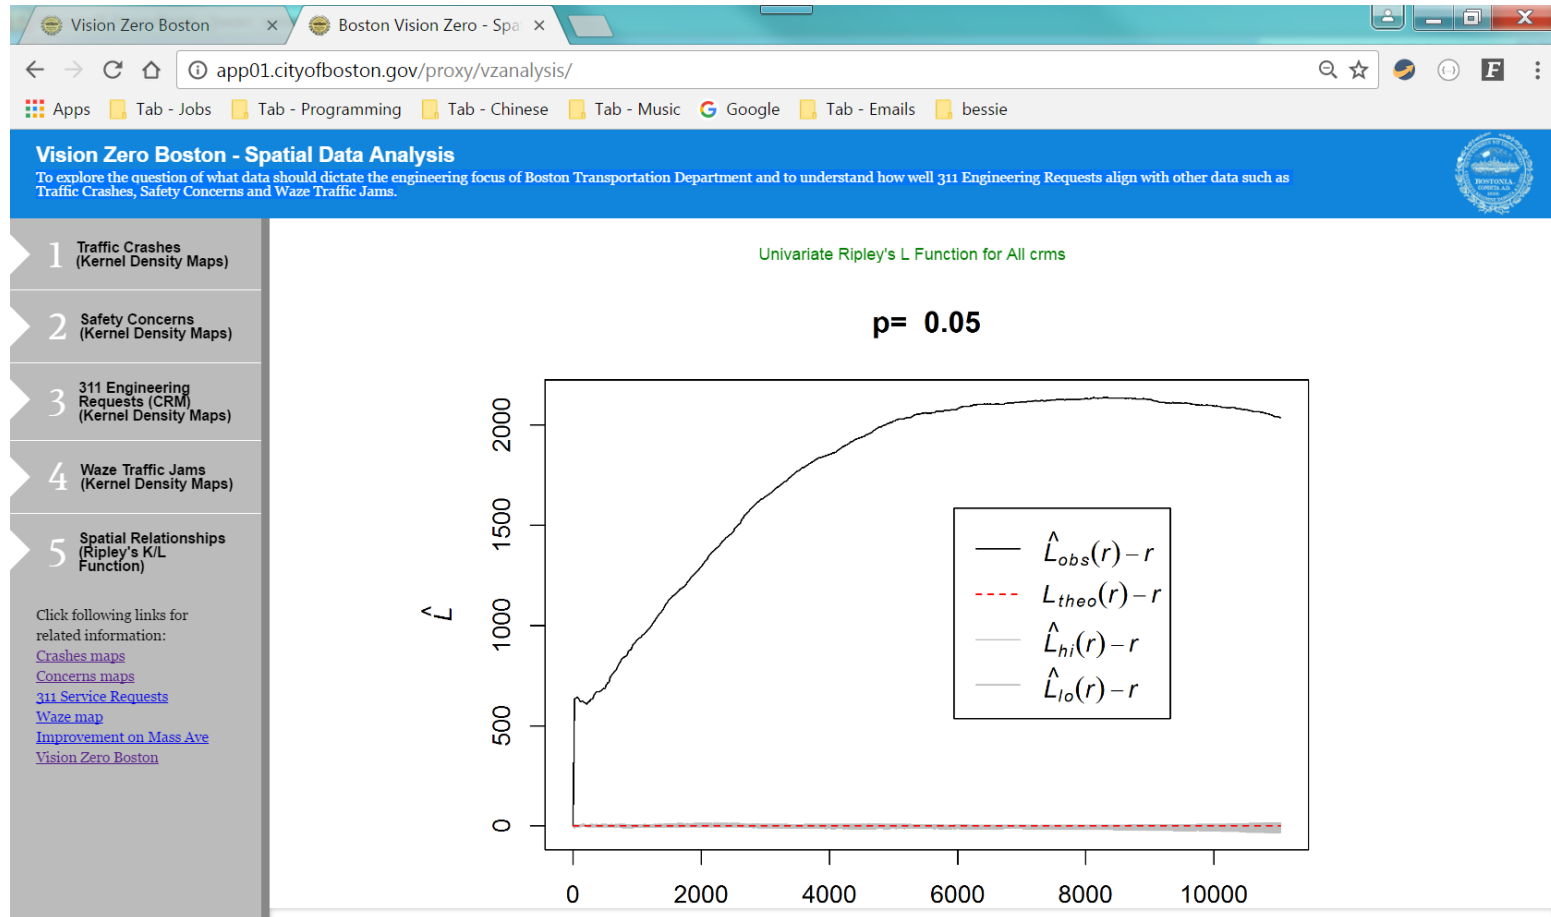 Vision Zero Boston
Boston Vision Zero - Spa
app01.cityofboston.gov/proxy/vzanalysis/
Apps Tab - Jobs Tab - Programming Tab - Chinese Tab - Music Google Tab - Emails bessie
Vision Zero Boston - Spatial Data Analysis
To explore the question of what data should dictate the engineering focus of Boston Transportation Department and to understand how well 311 Engineering Requests align with other data such as
Traffic Crashes, Safety Concerns and Waze Traffic Jams.
BOSTONIA
1 Traffic Crashes
(Kernel Density Maps)
2 Safety Concerns
(Kernel Density Maps)
3 311 Engineering
Requests (CRM)
(Kernel Density Maps)
4 Waze Traffic Jams
(Kernel Density Maps)
5 Spatial Relationships
(Ripley's K/L
Function)
Click following links for
related information:
Crashes maps
Concerns maps
311 Service Requests
Waze map
Improvement on Mass Ave
Vision Zero Boston
Univariate Ripley's L Function for All crms
p= 0.05
2000
1500
1000
500
0
L̂
L̂obs(r) – r
Ltheo(r) – r
L̂hi(r) – r
L̂lo(r) – r
0 2000 4000 6000 8000 10000